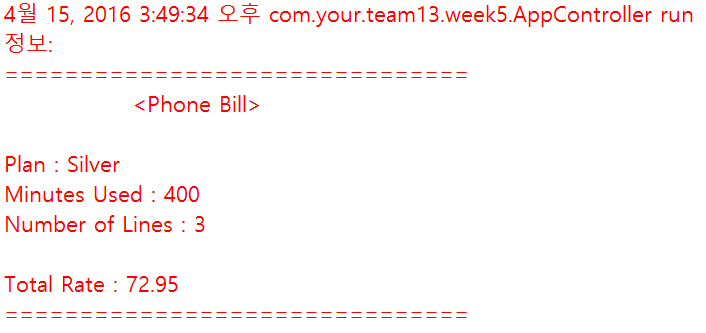 4월 15, 2016 3:49:34 오후 com.your.team13.week5.AppController run
정보:
===============================
<Phone Bill>
Plan : Silver
Minutes Used : 400
Number of Lines : 3
Total Rate : 72.95
===============================